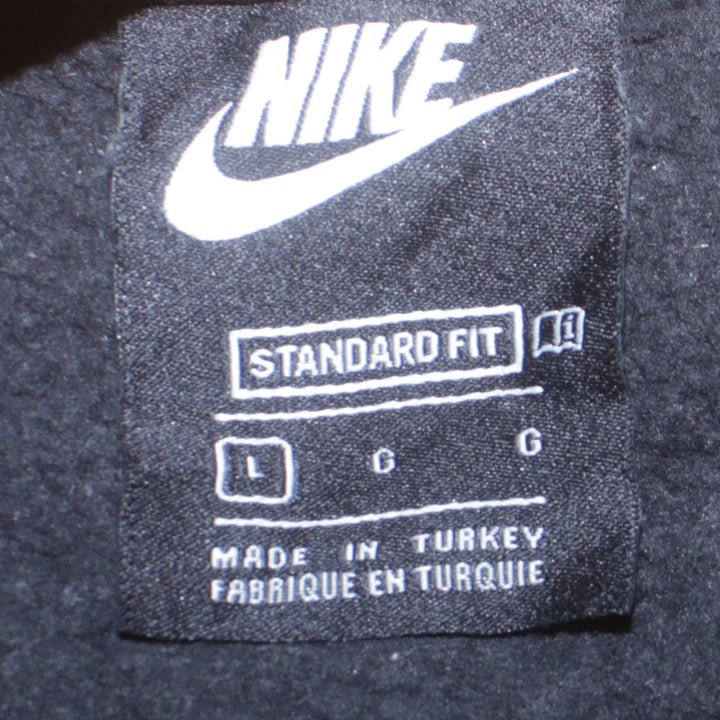 NIKE
STANDARD FIT i
L G G
MADE IN TURKEY
FABRIQUE EN TURQUIE